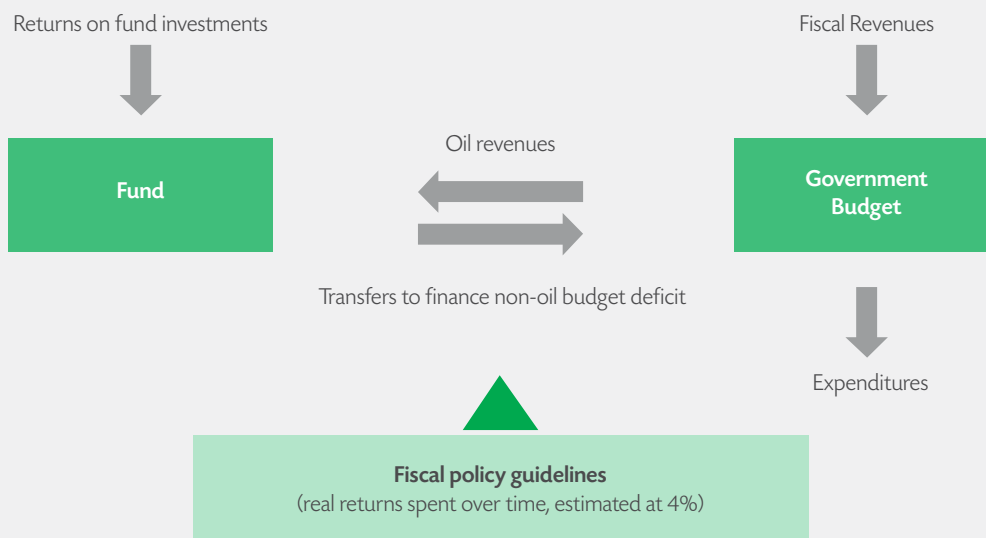 Returns on fund investments
Fiscal Revenues
Fund
Oil revenues
Government
Budget
Transfers to finance non-oil budget deficit
Expenditures
Fiscal policy guidelines
(real returns spent over time, estimated at 4%)